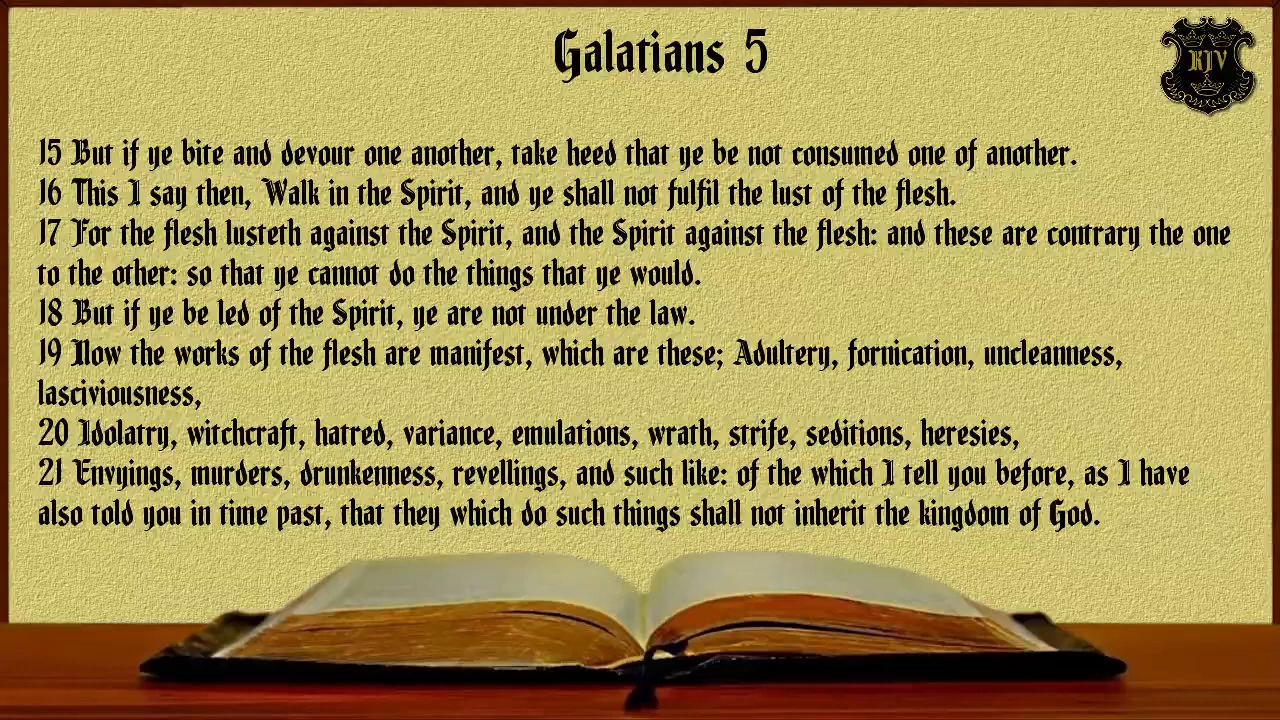 Galatians 5
KJV
15 But if ye bite and devour one another, take heed that ye be not consumed one of another.
16 This I say then, Walk in the Spirit, and ye shall not fulfil the lust of the flesh.
17 For the flesh lusteth against the Spirit, and the Spirit against the flesh: and these are contrary the one
to the other: so that ye cannot do the things that ye would.
18 But if ye be led of the Spirit, ye are not under the law.
19 Now the works of the flesh are manifest, which are these; Adultery, fornication, uncleanness,
lasciviousness,
20 Idolatry, witchcraft, hatred, variance, emulations, wrath, strife, seditions, heresies,
21 Envyings, murders, drunkenness, revellings, and such like: of the which I tell you before, as I have
also told you in time past, that they which do such things shall not inherit the kingdom of God.